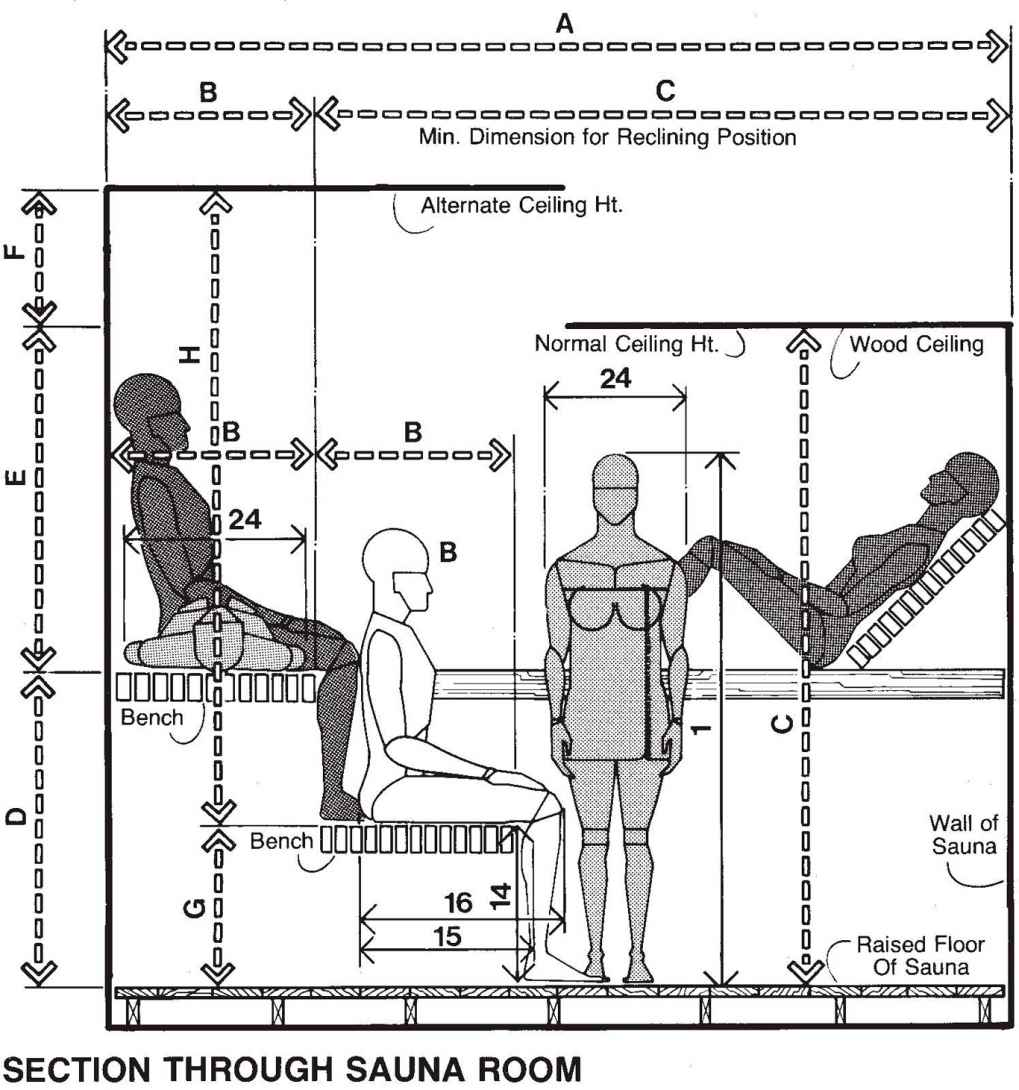 A
B
C
Min. Dimension for Reclining Position
Alternate Ceiling Ht.
F
H
Normal Ceiling Ht.
Wood Ceiling
24
E
B
B
24
B
Bench
1
C
D
Bench
14
Wall of
Sauna
G
16
15
Raised Floor
Of Sauna
SECTION THROUGH SAUNA ROOM